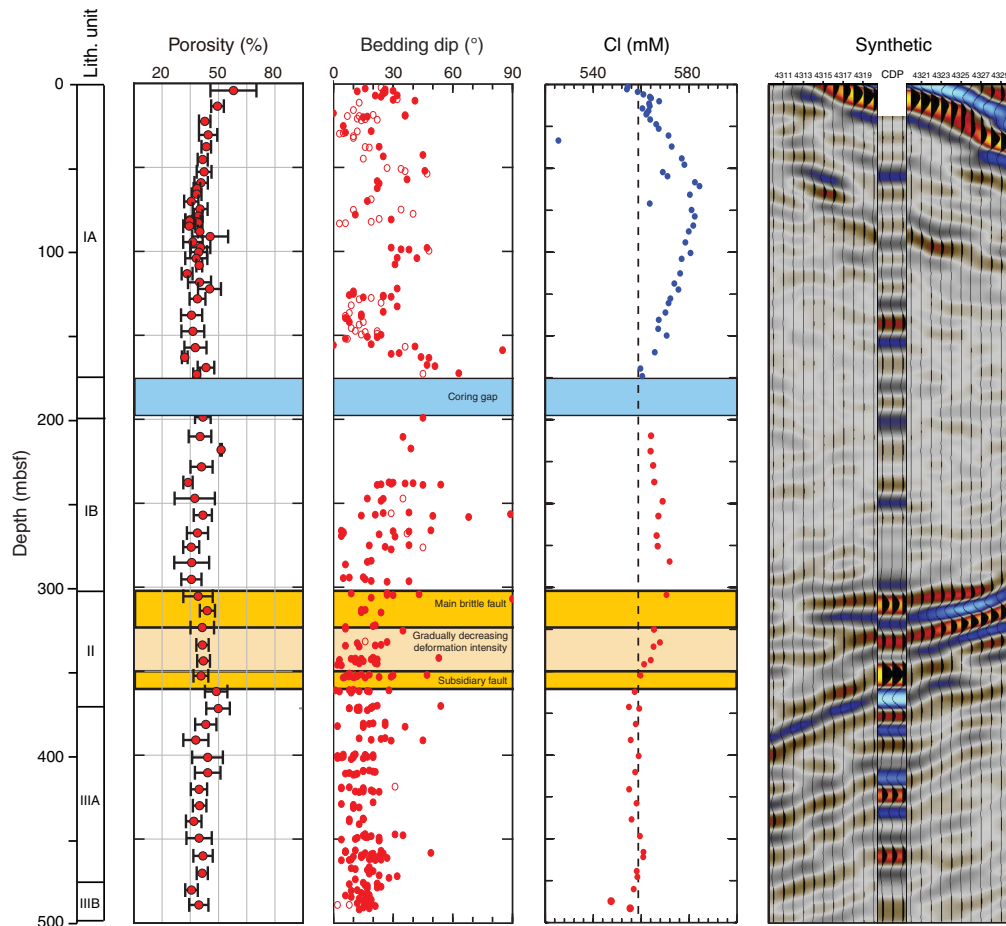 Lith. unit
Porosity (%)
Bedding dip (°)
Cl (mM)
Synthetic
20 40 60 80
0 30 60 90
540 580
4311 4313 4315 4317 4319 CDP 4321 4323 4325 4327 4329
Depth (mbsf)
0
100
200
300
400
500
IA
IB
II
IIIA
IIIB
Coring gap
Main brittle fault
Gradually decreasing
deformation intensity
Subsidiary fault